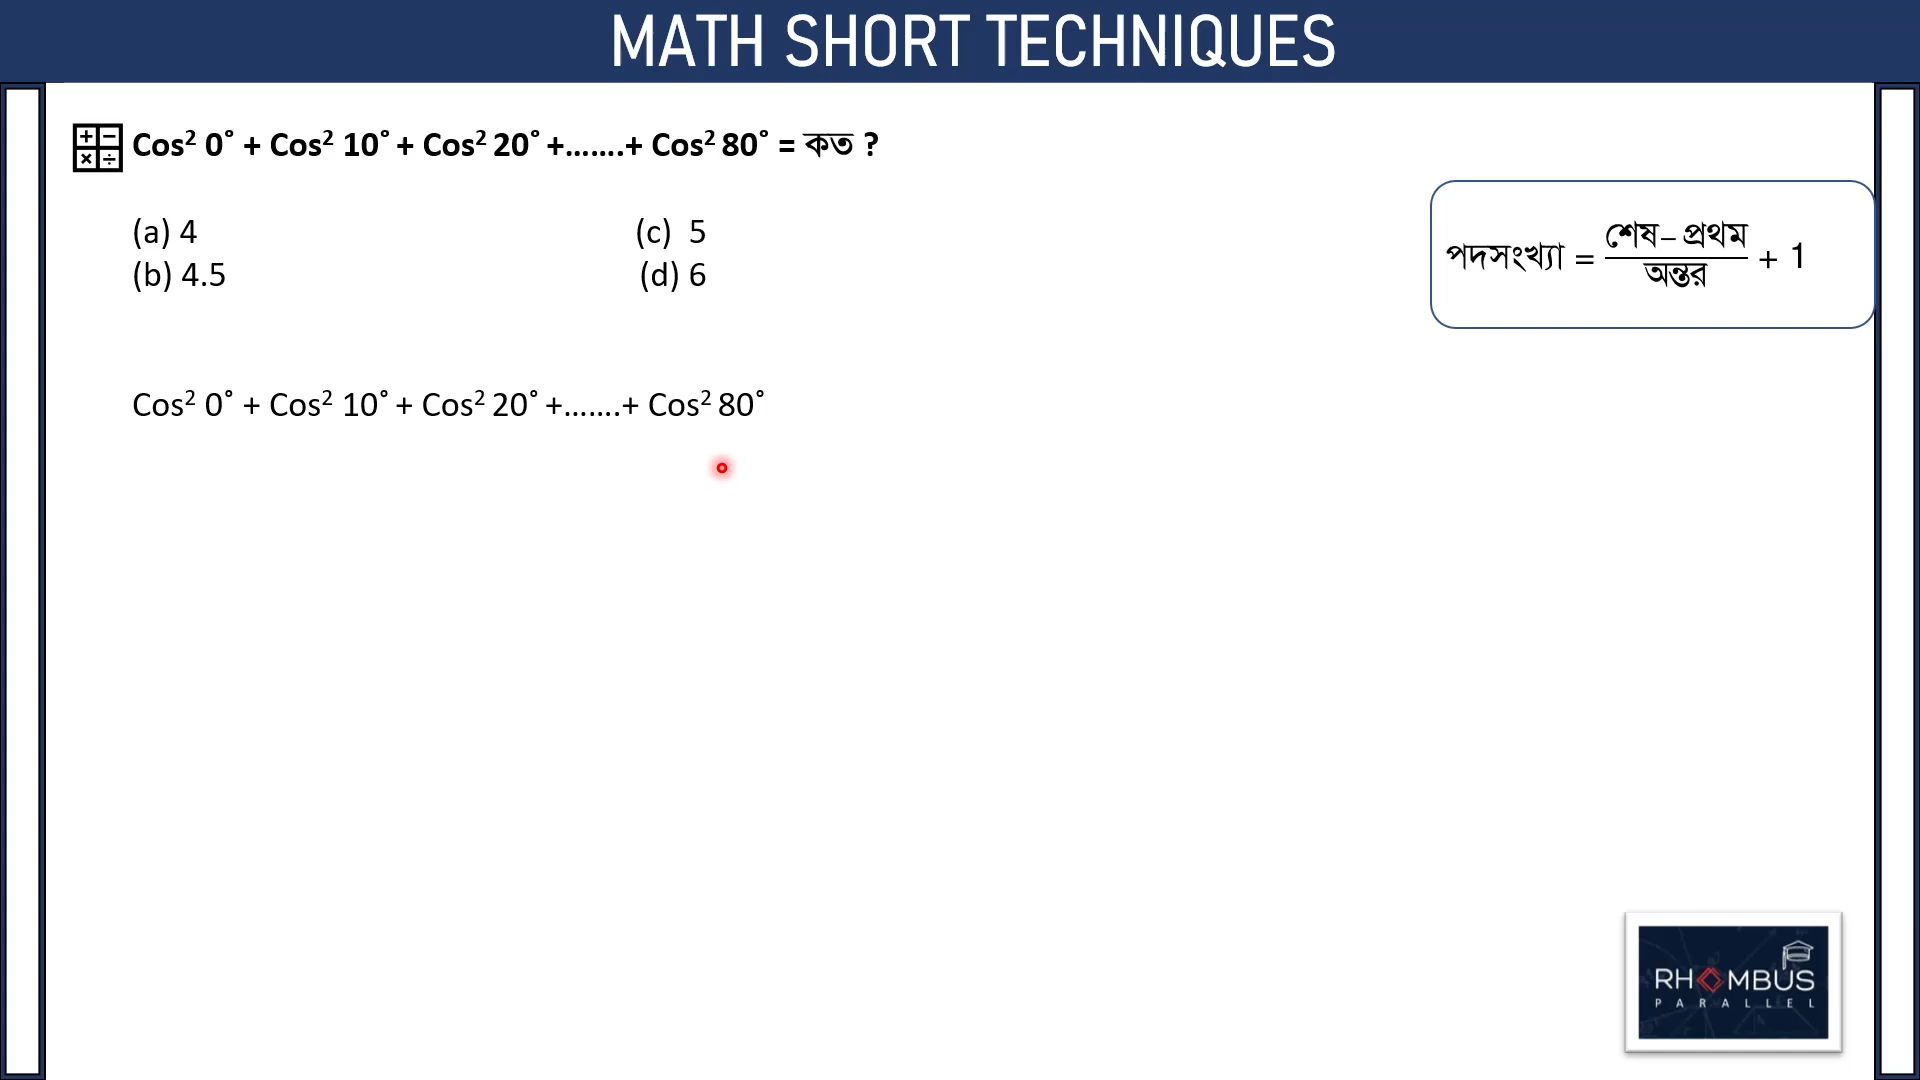 MATH SHORT TECHNIQUES
Cos² 0° + Cos² 10° + Cos² 20° +.......+ Cos² 80° = কত ?
(a) 4 (c) 5
(b) 4.5 (d) 6
পদসংখ্যা = শেষ– প্রথম / অন্তর + 1
Cos² 0° + Cos² 10° + Cos² 20° +.......+ Cos² 80°
RHOMBUS
PARALLEL